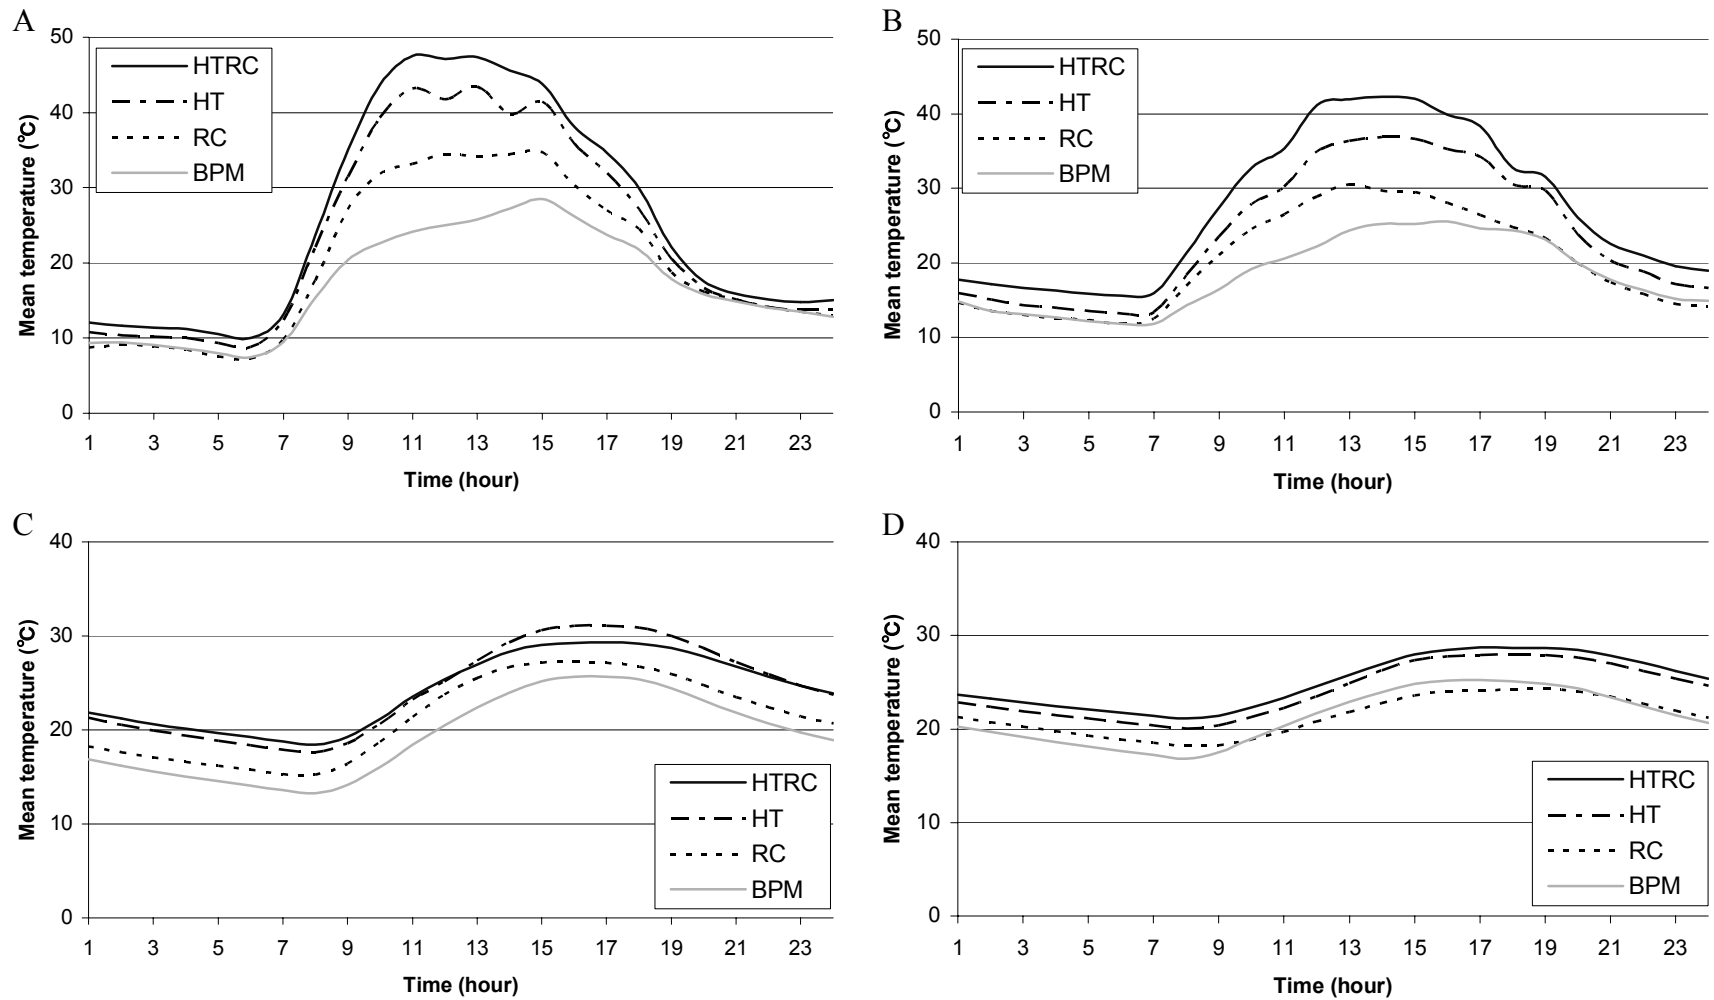 A
Mean temperature (°C)
50
40
30
20
10
0
HTRC
HT
RC
BPM
1 3 5 7 9 11 13 15 17 19 21 23
Time (hour)
B
Mean temperature (°C)
50
40
30
20
10
0
HTRC
HT
RC
BPM
1 3 5 7 9 11 13 15 17 19 21 23
Time (hour)
C
Mean temperature (°C)
40
30
20
10
0
HTRC
HT
RC
BPM
1 3 5 7 9 11 13 15 17 19 21 23
Time (hour)
D
Mean temperature (°C)
40
30
20
10
0
HTRC
HT
RC
BPM
1 3 5 7 9 11 13 15 17 19 21 23
Time (hour)